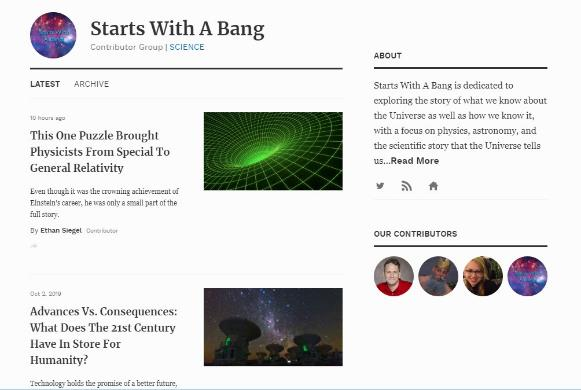 Starts With A Bang
Contributor Group | SCIENCE
LATEST ARCHIVE
10 hours ago
This One Puzzle Brought
Physicists From Special To
General Relativity
Even though it was the crowning achievement of
Einstein's career, he was only a small part of the
full story.
By Ethan Siegel Contributor
Oct 2, 2019
Advances Vs. Consequences:
What Does The 21st Century
Have In Store For
Humanity?
Technology holds the promise of a better future,
ABOUT
Starts With A Bang is dedicated to
exploring the story of what we know about
the Universe as well as how we know it,
with a focus on physics, astronomy, and
the scientific story that the Universe tells
us...Read More
OUR CONTRIBUTORS